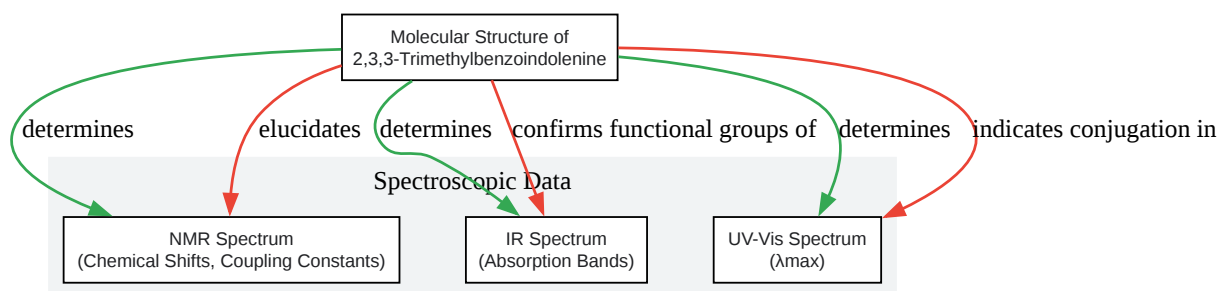 Molecular Structure of
2,3,3-Trimethylbenzoindolenine
determines
elucidates
determines
confirms functional groups of
determines
indicates conjugation in
Spectroscopic Data
NMR Spectrum
(Chemical Shifts, Coupling Constants)
IR Spectrum
(Absorption Bands)
UV-Vis Spectrum
(λmax)